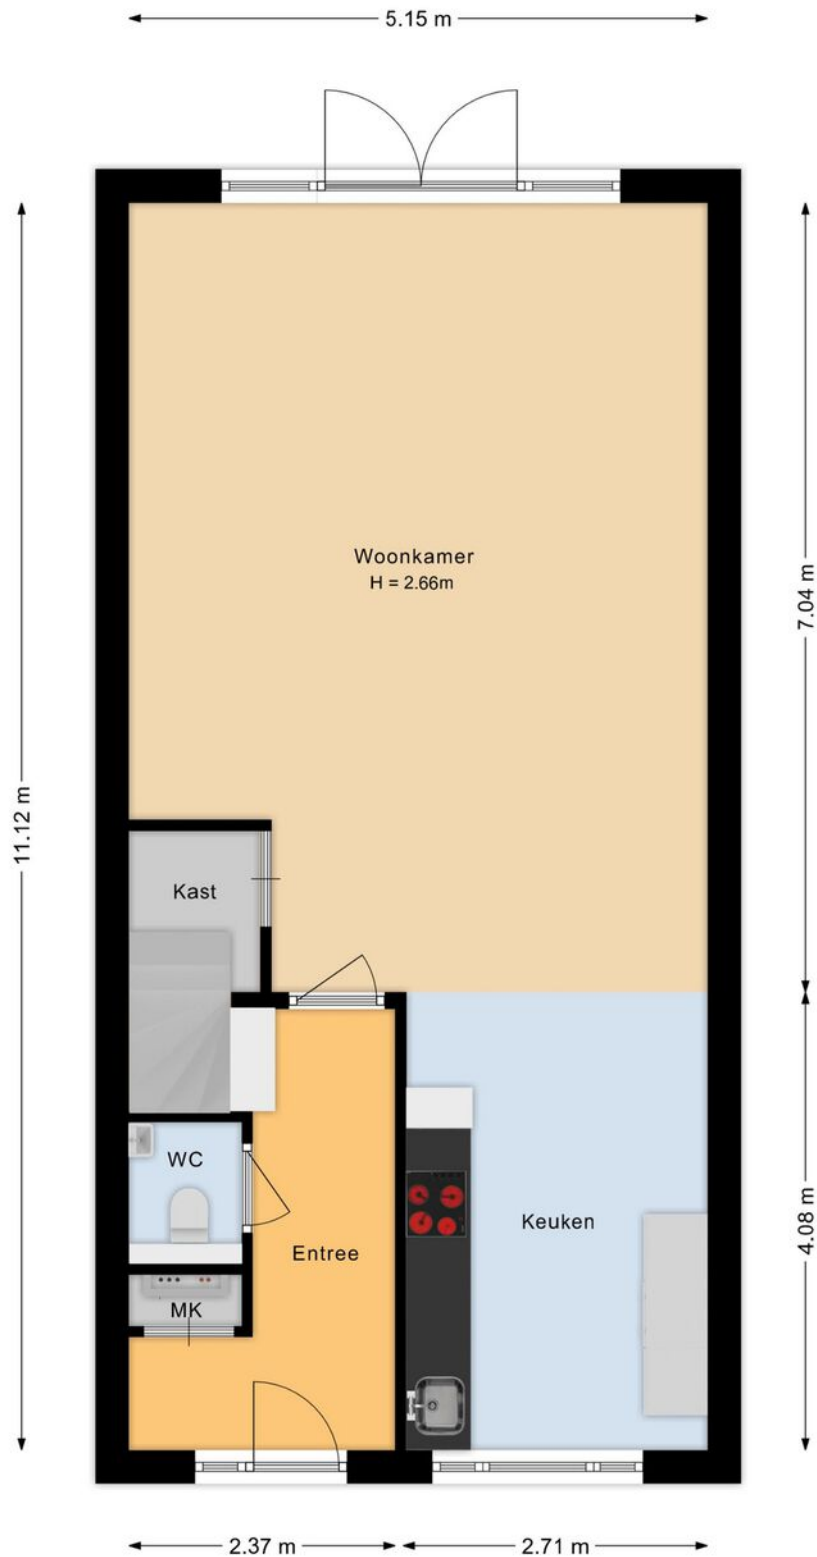 5.15 m
Woonkamer
H = 2.66m
7.04 m
11.12 m
Kast
WC
Keuken
4.08 m
Entree
MK
2.37 m
2.71 m